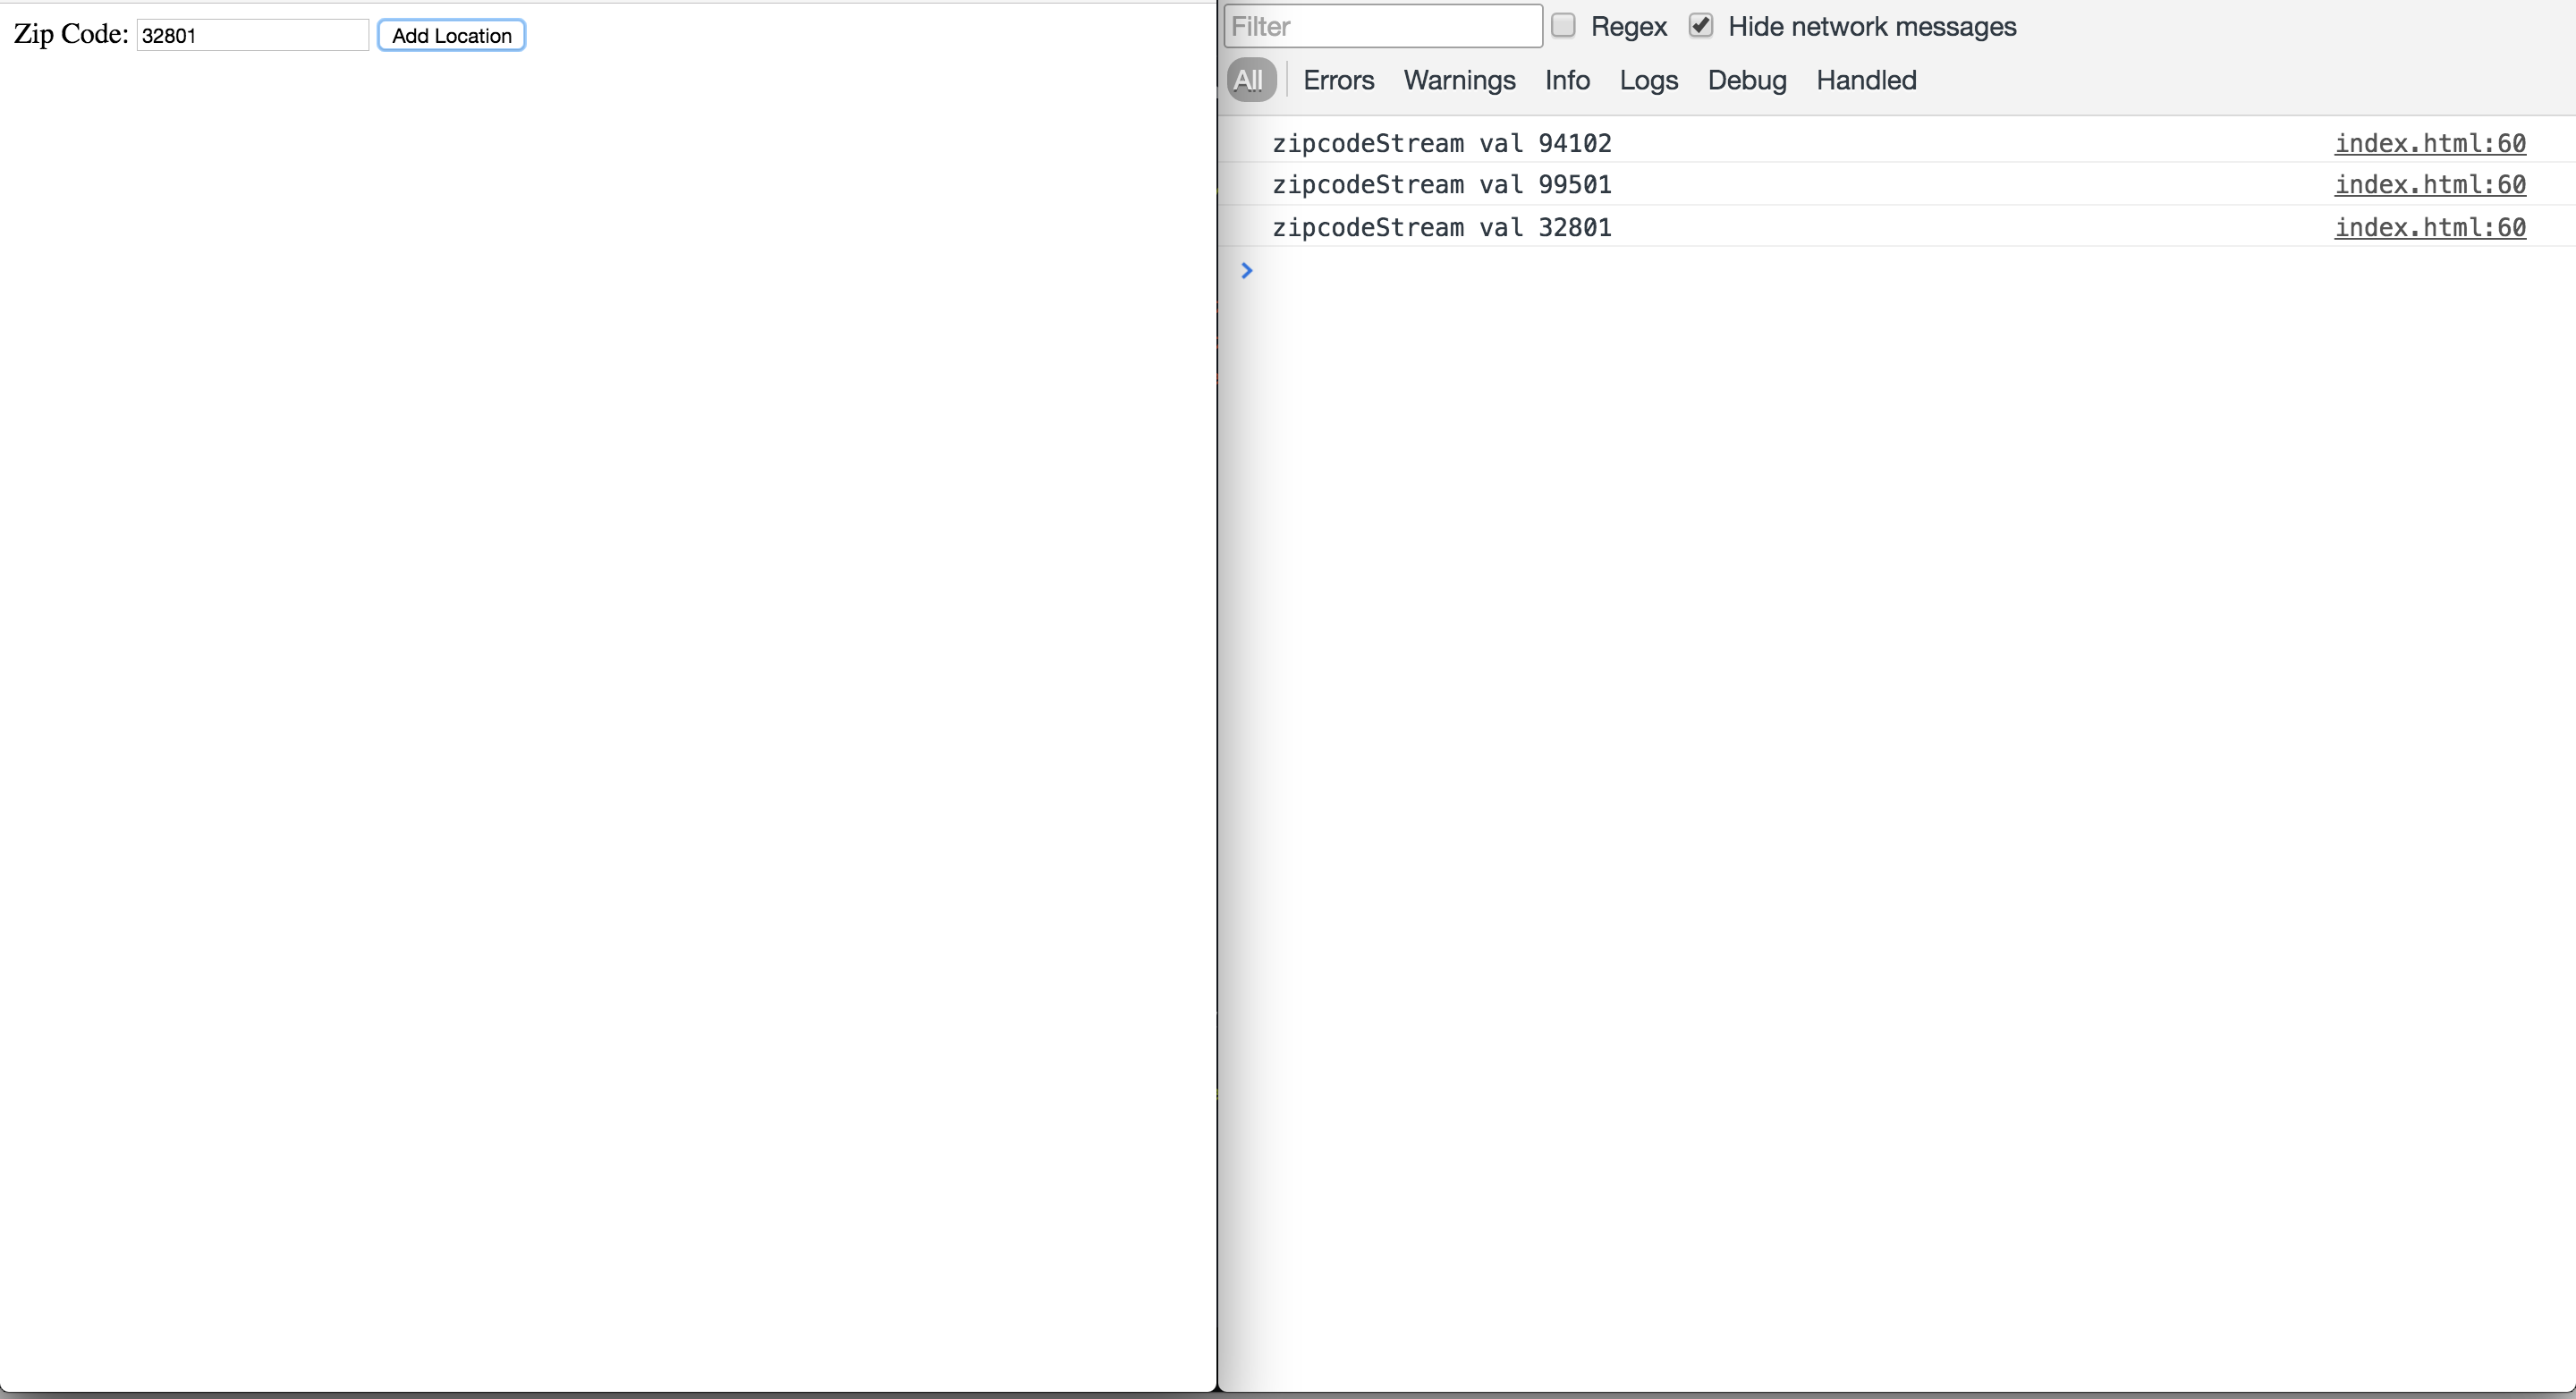 Zip Code: 32801 Add Location
Filter Regex Hide network messages
All Errors Warnings Info Logs Debug Handled
zipcodeStream val 94102 index.html:60
zipcodeStream val 99501 index.html:60
zipcodeStream val 32801 index.html:60
>